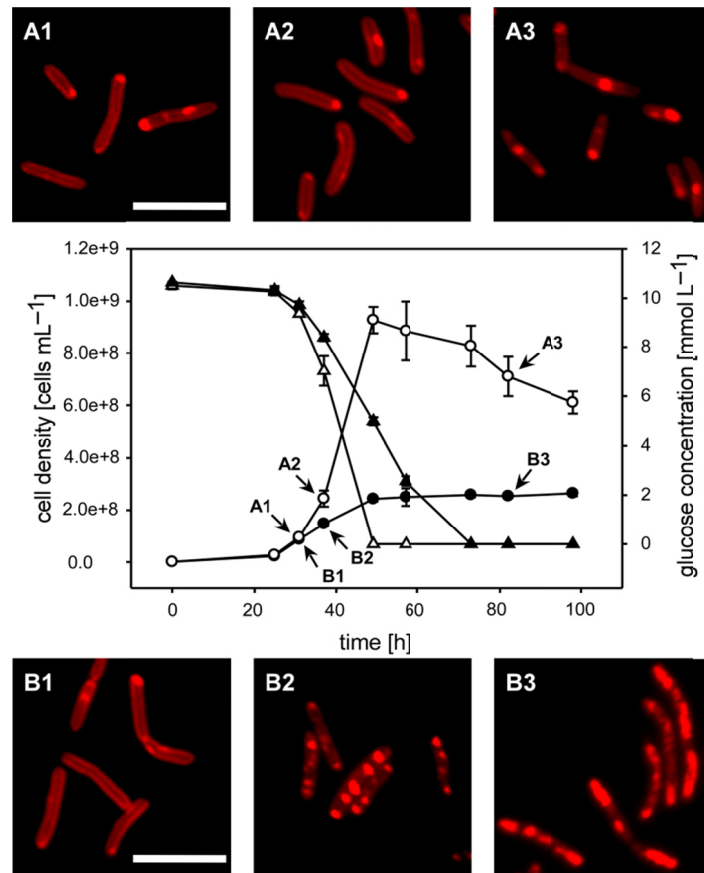 A1 A2 A3
1.2e+9 12
1.0e+9 10
8.0e+8 8
6.0e+8 6
4.0e+8 4
2.0e+8 2
0.0 0
cell density [cells mL⁻¹]
glucose concentration [mmol L⁻¹]
A3
A2
B3
A1
B2
B1
0 20 40 60 80 100
time [h]
B1 B2 B3